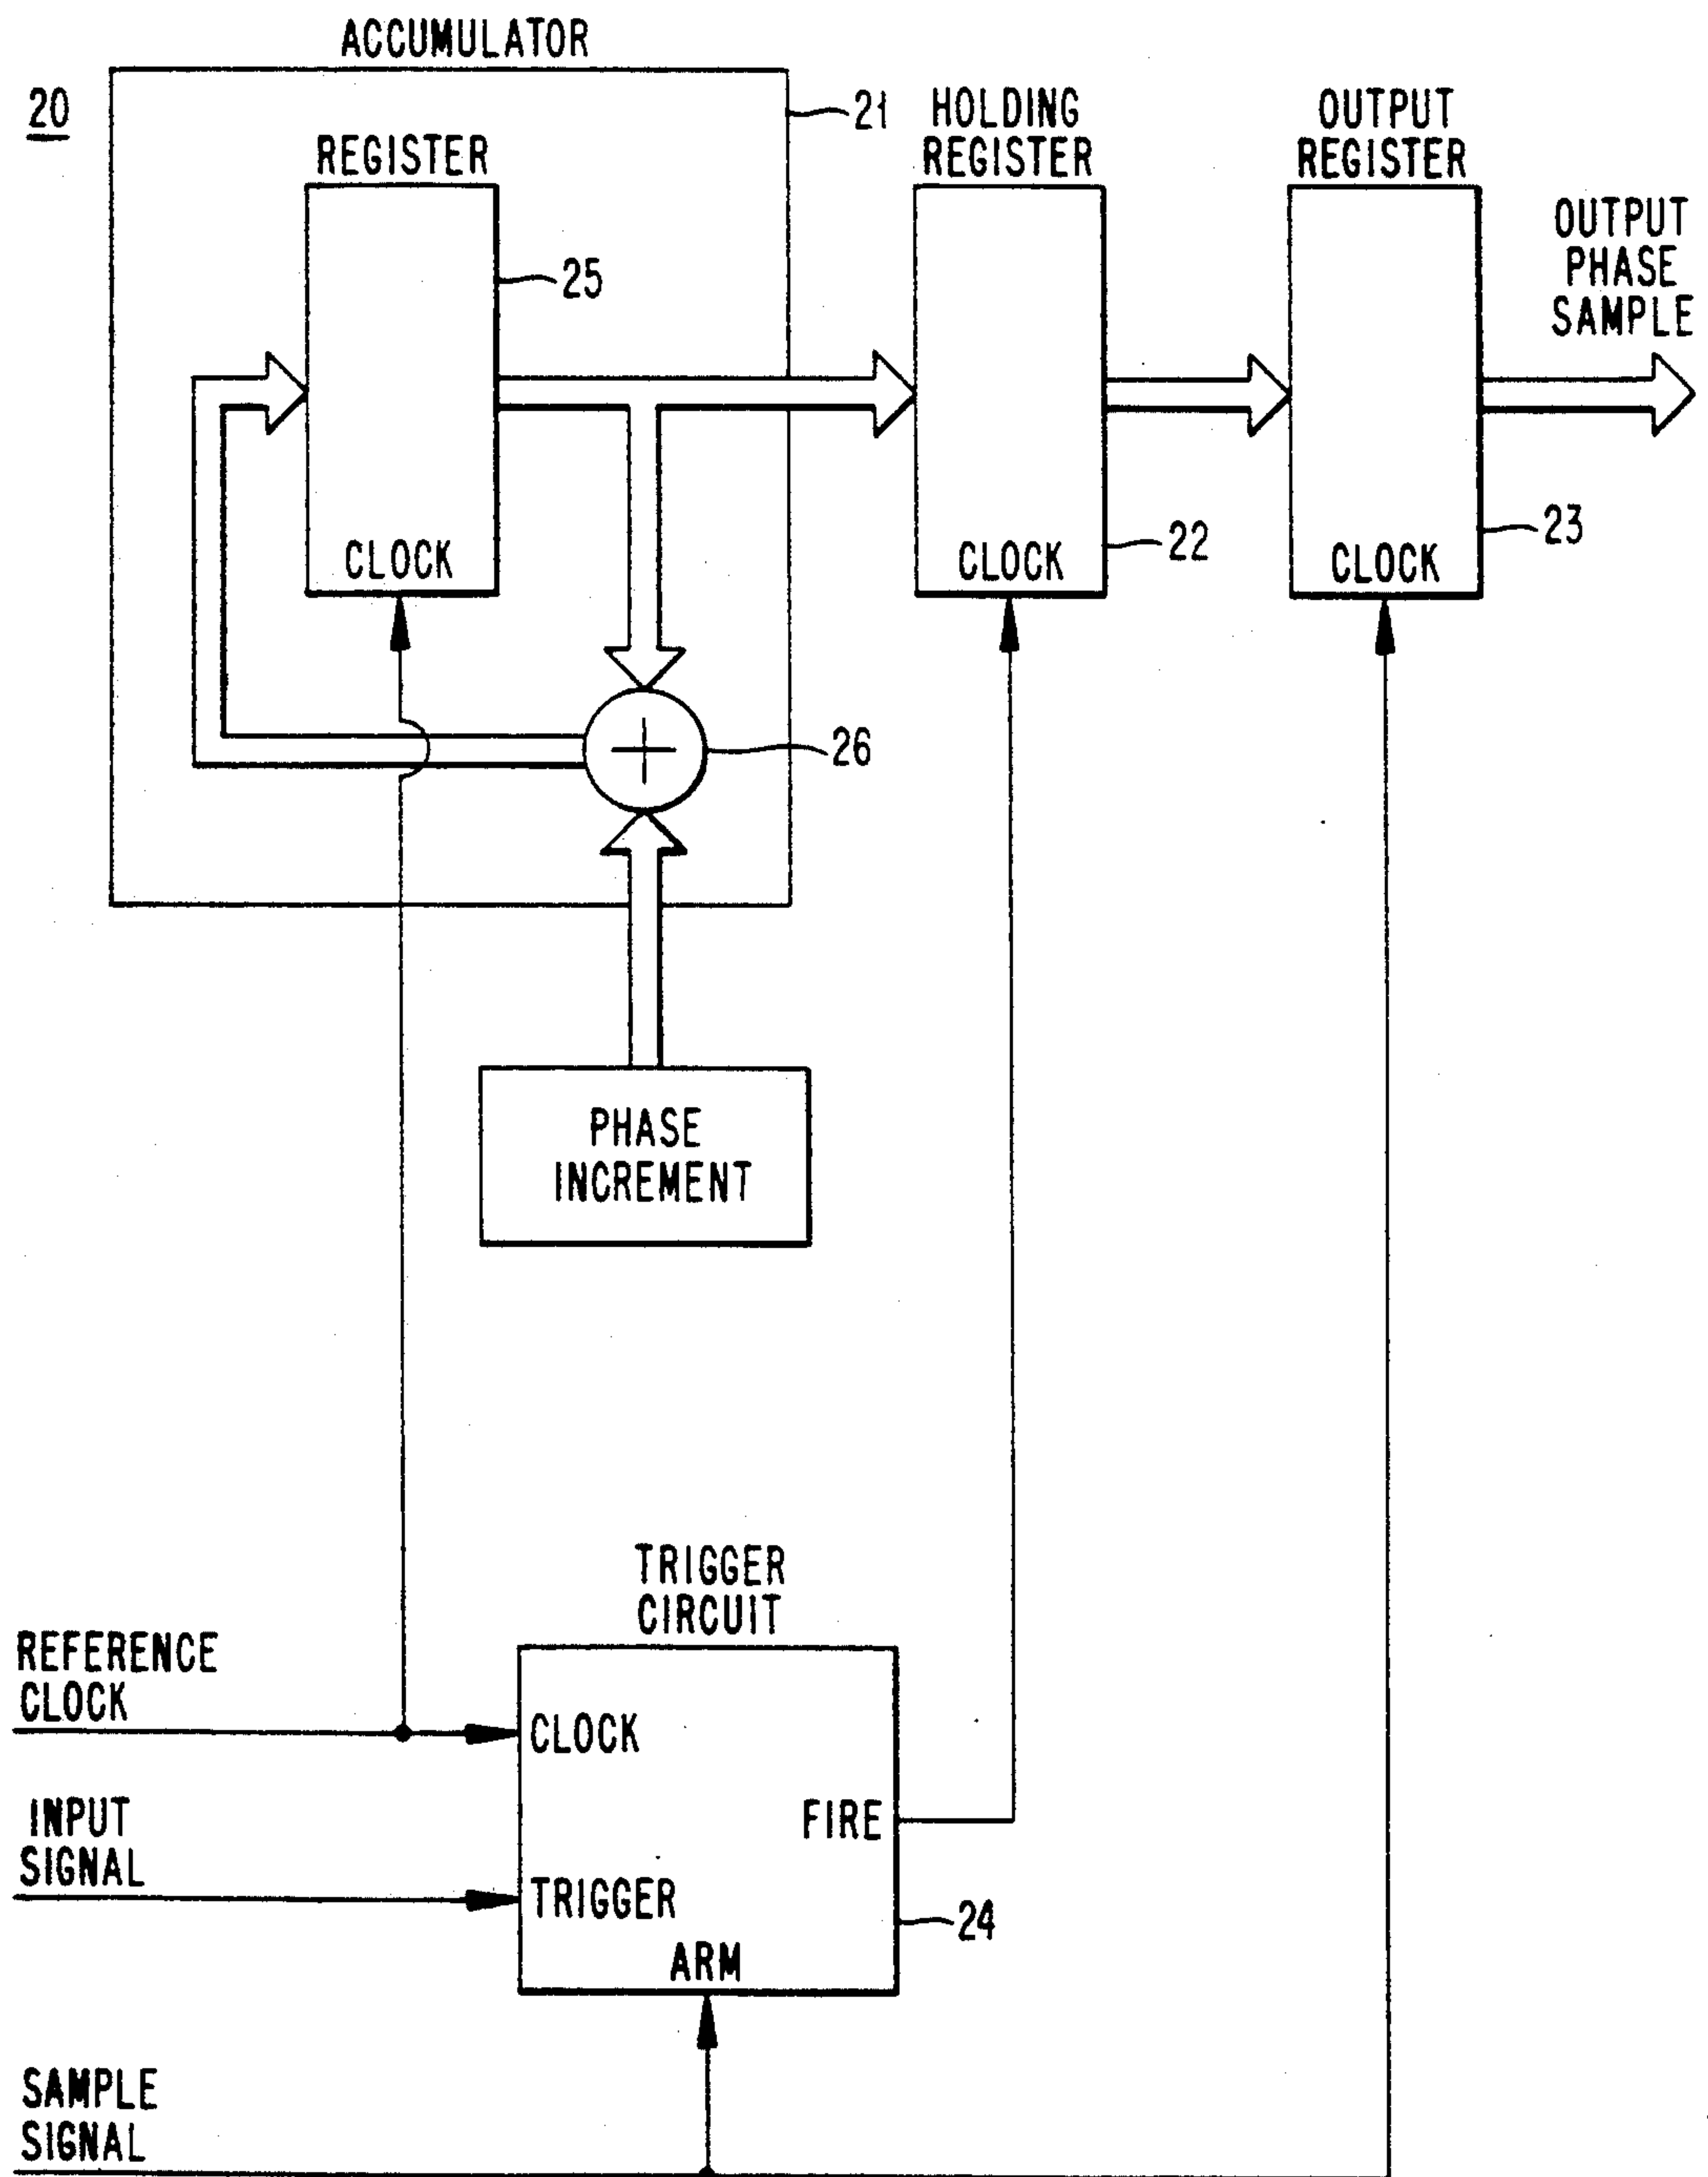 ACCUMULATOR
20
21
HOLDING
REGISTER
OUTPUT
REGISTER
REGISTER
OUTPUT
PHASE
SAMPLE
25
CLOCK
22
CLOCK
23
CLOCK
26
PHASE
INCREMENT
TRIGGER
CIRCUIT
REFERENCE
CLOCK
CLOCK
INPUT
SIGNAL
FIRE
TRIGGER
24
ARM
SAMPLE
SIGNAL